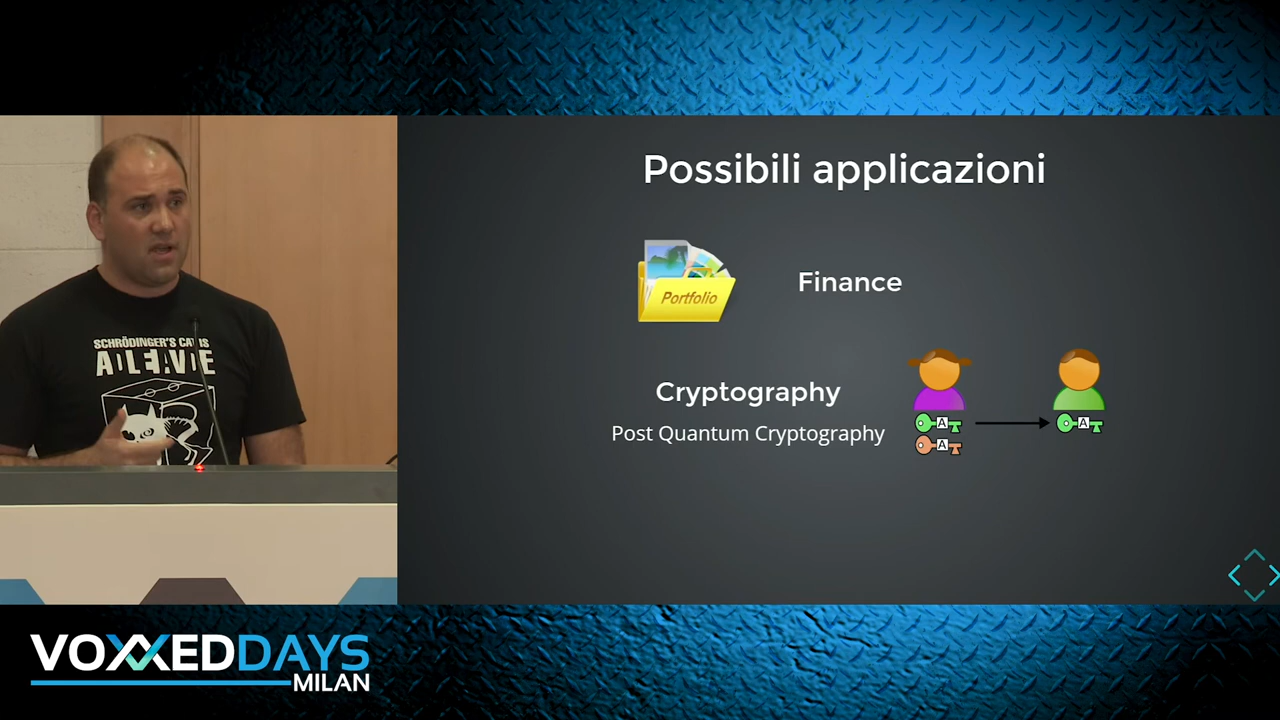 Possibili applicazioni
Portfolio
Finance
Cryptography
Post Quantum Cryptography
A
A
A
SCHRÖDINGER'S CAT IS
VOXXEDDAYS
MILAN